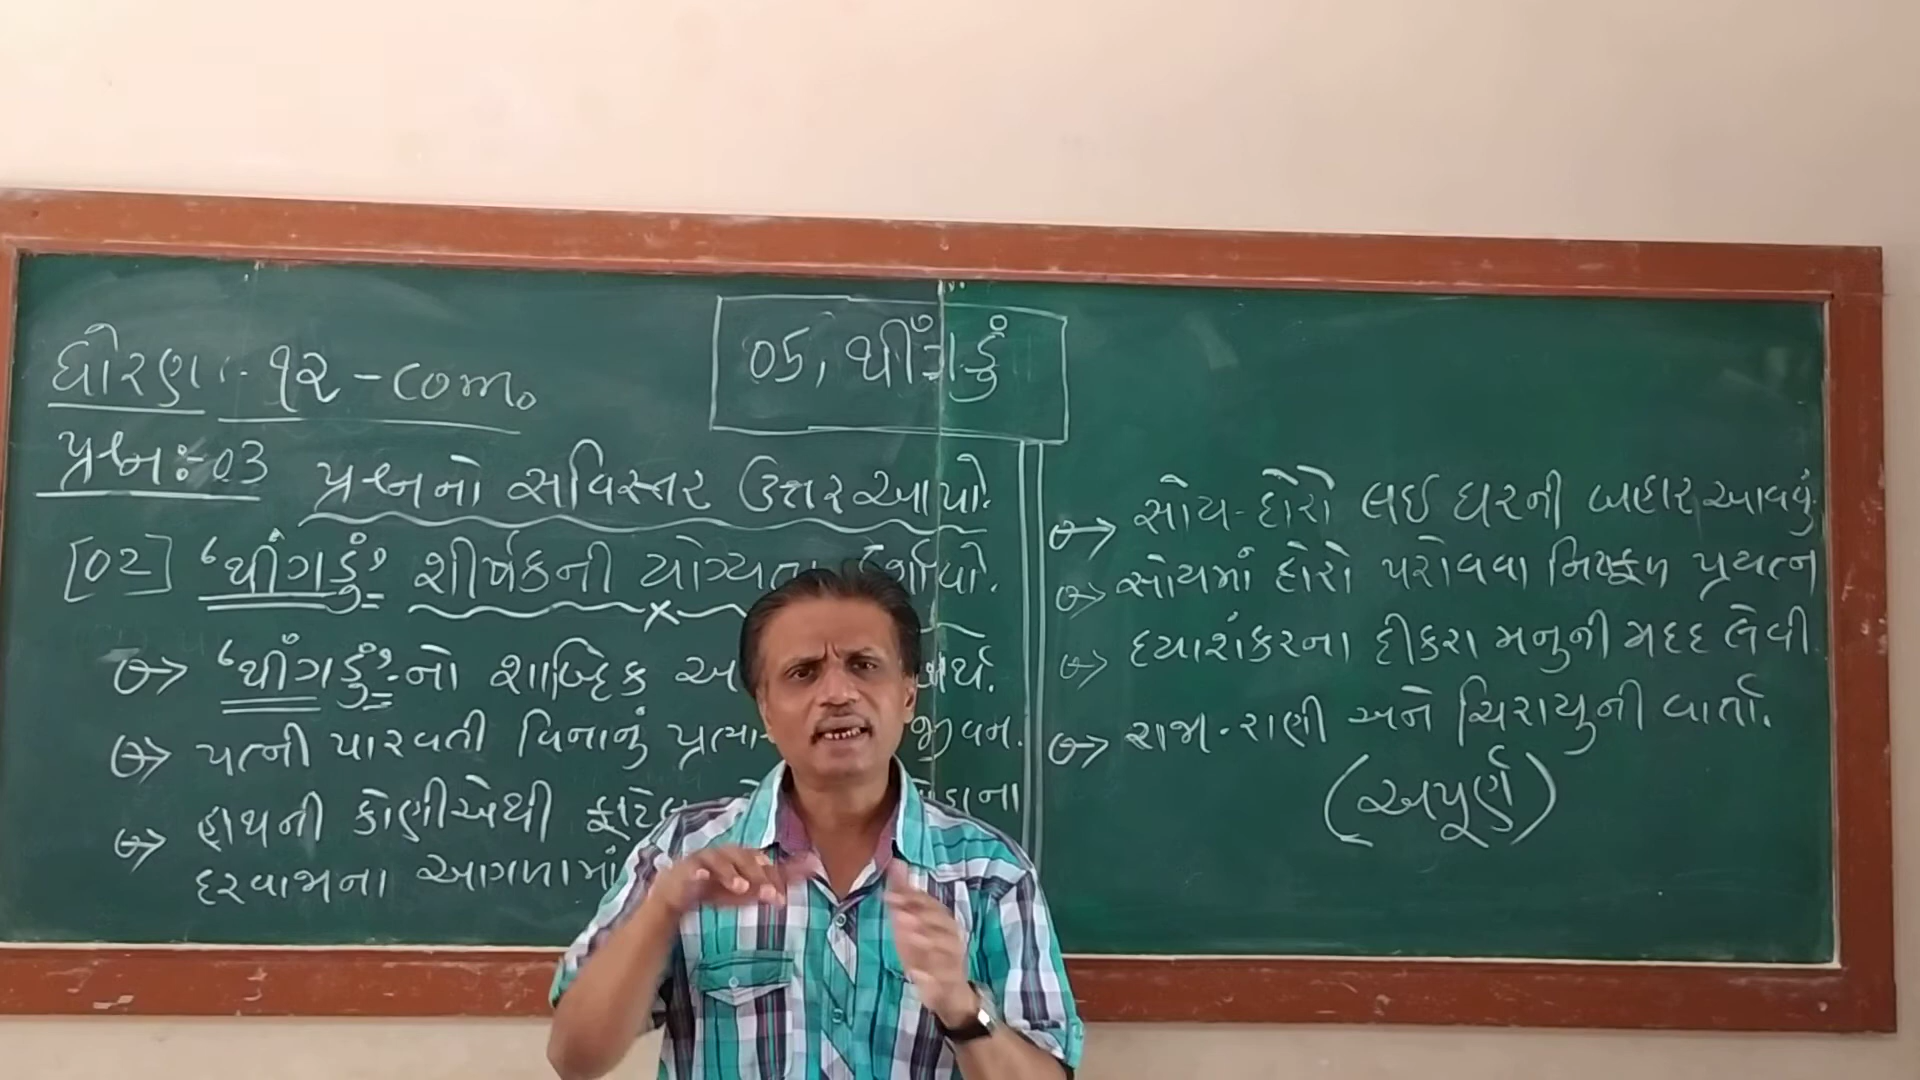 ધોરણ :- ૧૨ - com.
05, થીંગડું
પ્રશ્ન :- 03
પ્રશ્નનો સવિસ્તર ઉત્તર આપો.
[02] ‘થીંગડું’ શીર્ષકની યોગ્યતા
‘થીંગડું’-નો શાબ્દિક
પત્ની પારવતી વિનાનું જીવન.
હાથની કોણીએથી
દરવાજાના આગળામાં
સોય-દોરો લઈ ઘરની બહાર આવવું.
સોયમાં દોરો પરોવવા નિષ્ફળ પ્રયત્ન
દયાશંકરના દીકરા મનુની મદદ લેવી.
રાજા-રાણી અને ચિરાયુની વાર્તા.
(અપૂર્ણ)